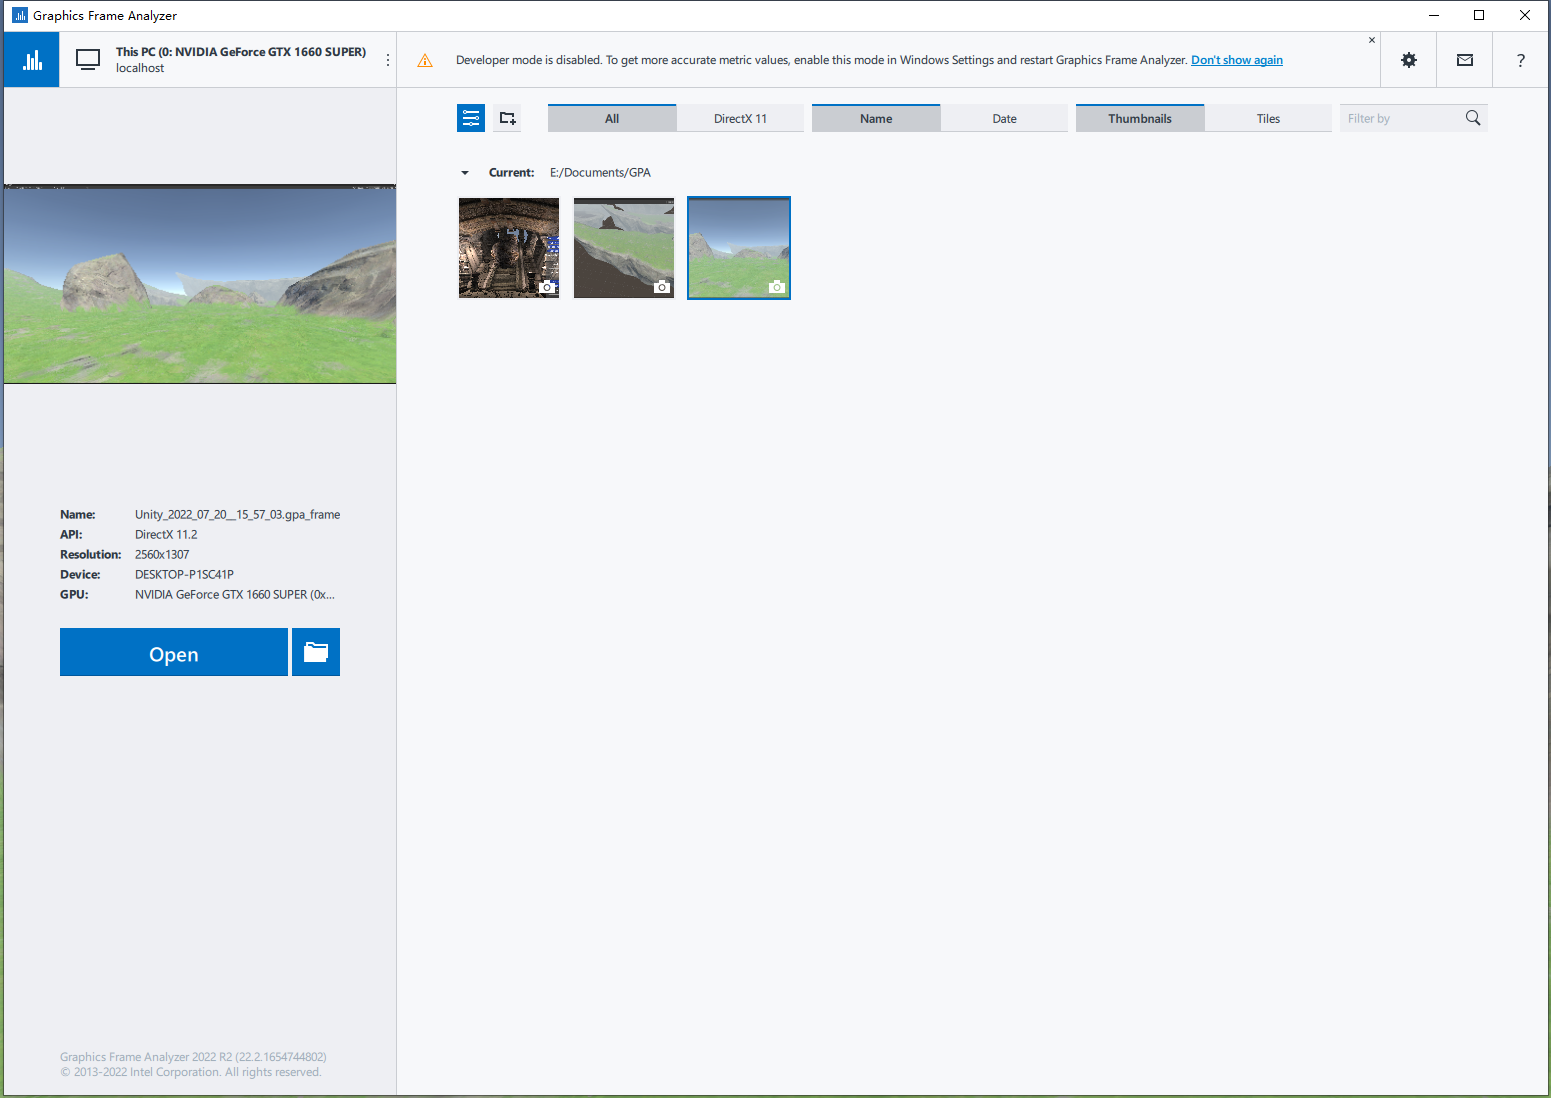 Graphics Frame Analyzer
This PC (0: NVIDIA GeForce GTX 1660 SUPER)
localhost
Developer mode is disabled. To get more accurate metric values, enable this mode in Windows Settings and restart Graphics Frame Analyzer. Don't show again
?
All DirectX 11 Name Date Thumbnails Tiles Filter by
Current: E:/Documents/GPA
Name: Unity_2022_07_20__15_57_03.gpa_frame
API: DirectX 11.2
Resolution: 2560x1307
Device: DESKTOP-P1SC41P
GPU: NVIDIA GeForce GTX 1660 SUPER (0x...
Open
Graphics Frame Analyzer 2022 R2 (22.2.1654744802)
© 2013-2022 Intel Corporation. All rights reserved.